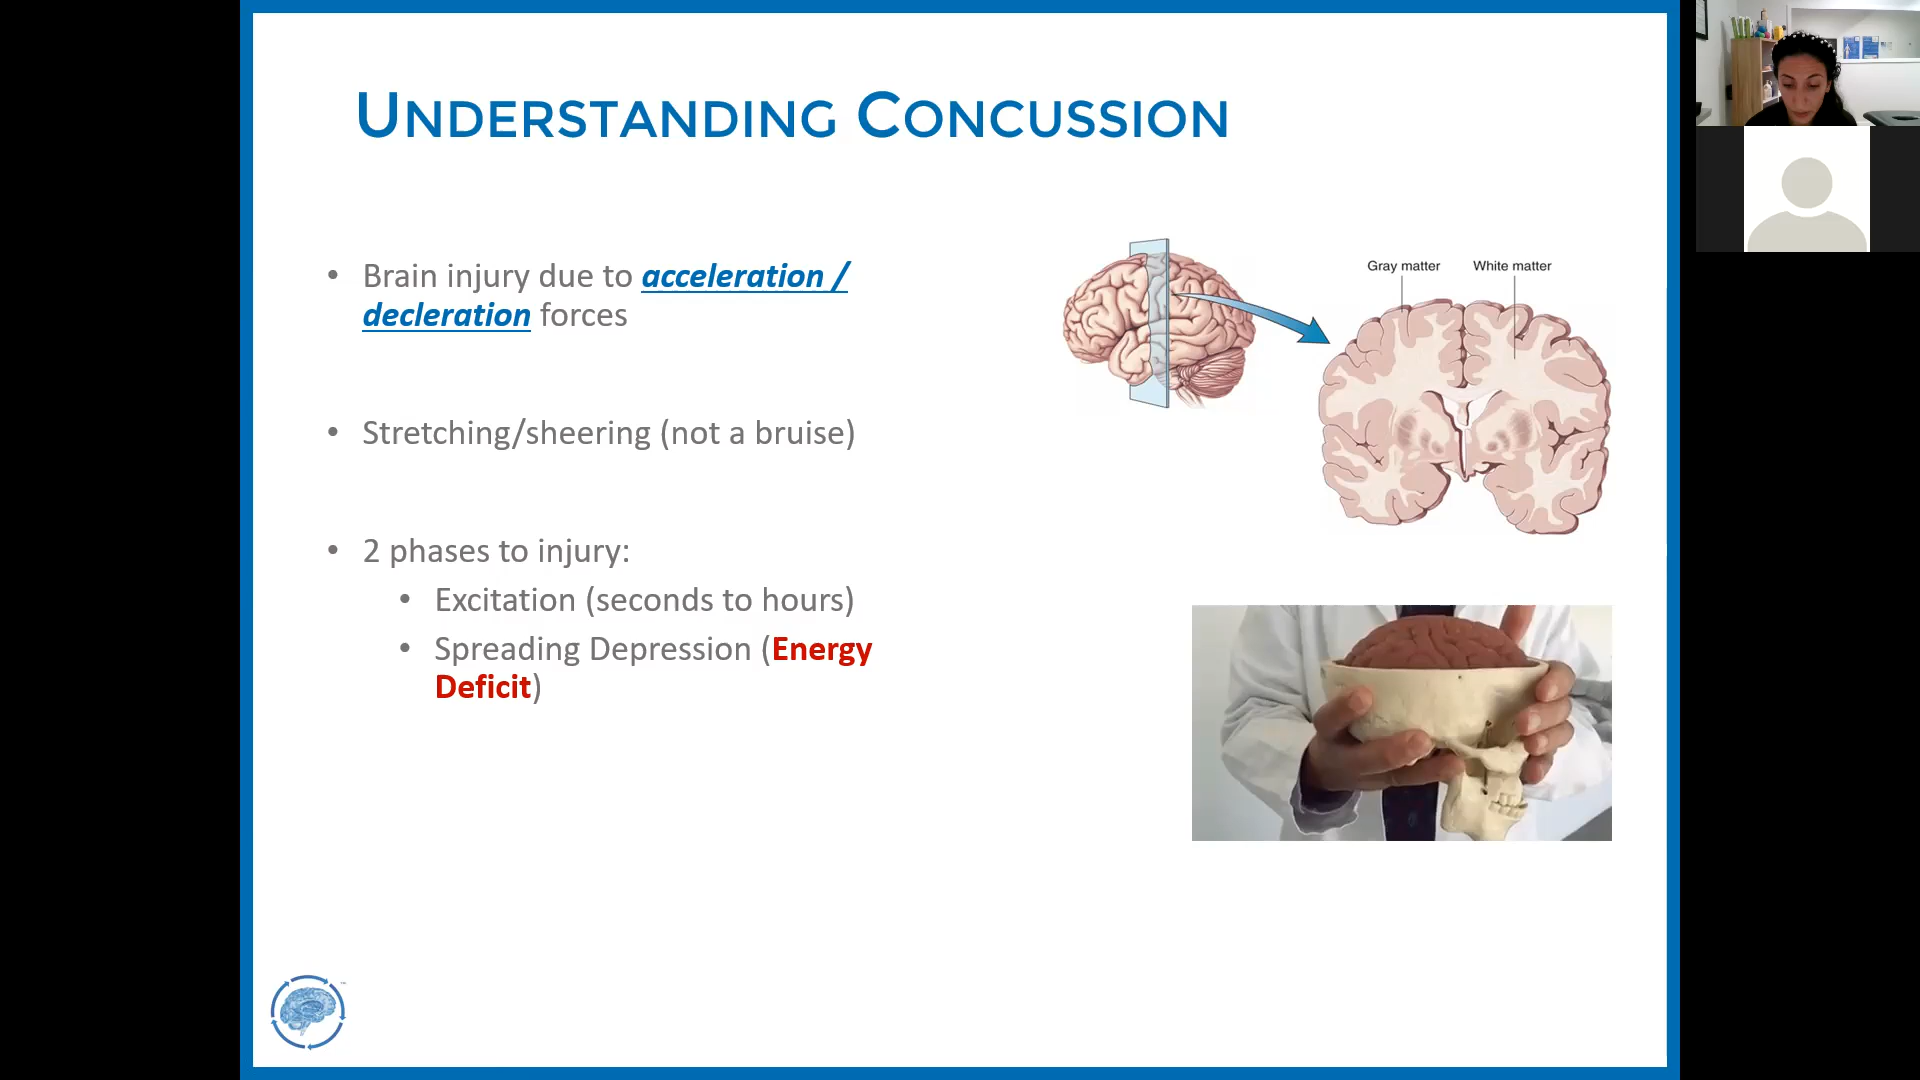 UNDERSTANDING CONCUSSION
• Brain injury due to acceleration /
decleration forces
• Stretching/sheering (not a bruise)
• 2 phases to injury:
• Excitation (seconds to hours)
• Spreading Depression (Energy
Deficit)
Gray matter
White matter